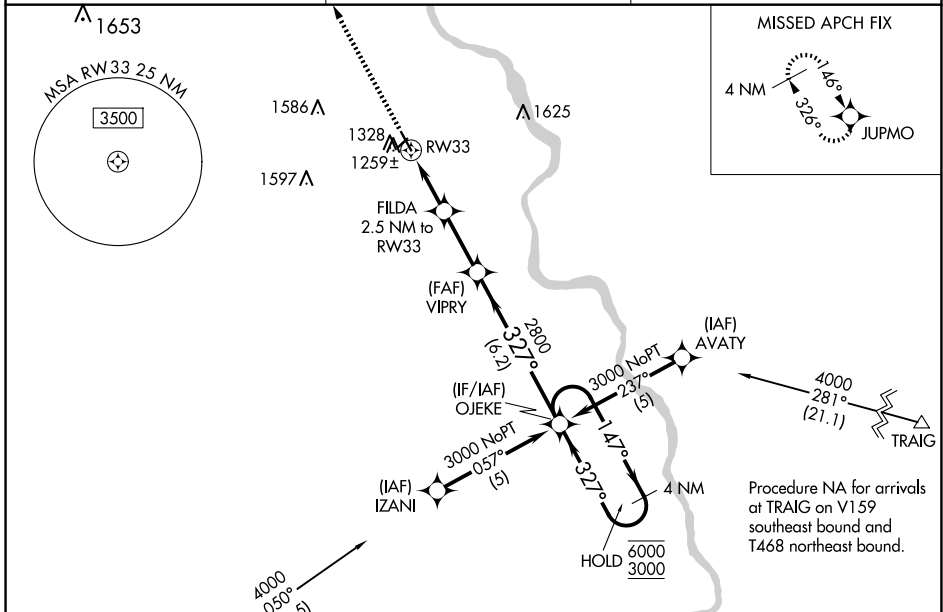 1653
MSA RW33 25 NM
3500
1586
1328
1259±
1597
1625
RW33
MISSED APCH FIX
4 NM
146°
326°
JUPMO
FILDA
2.5 NM to
RW33
(FAF)
VIPRY
2800
327°
(6.2)
(IAF)
AVATY
3000 NoPT
237°
(5)
(IF/IAF)
OJEKE
4000
281°
(21.1)
TRAIG
3000 NoPT
057°
(5)
(IAF)
IZANI
147°
327°
4 NM
HOLD
6000
3000
Procedure NA for arrivals
at TRAIG on V159
southeast bound and
T468 northeast bound.
4000
050°